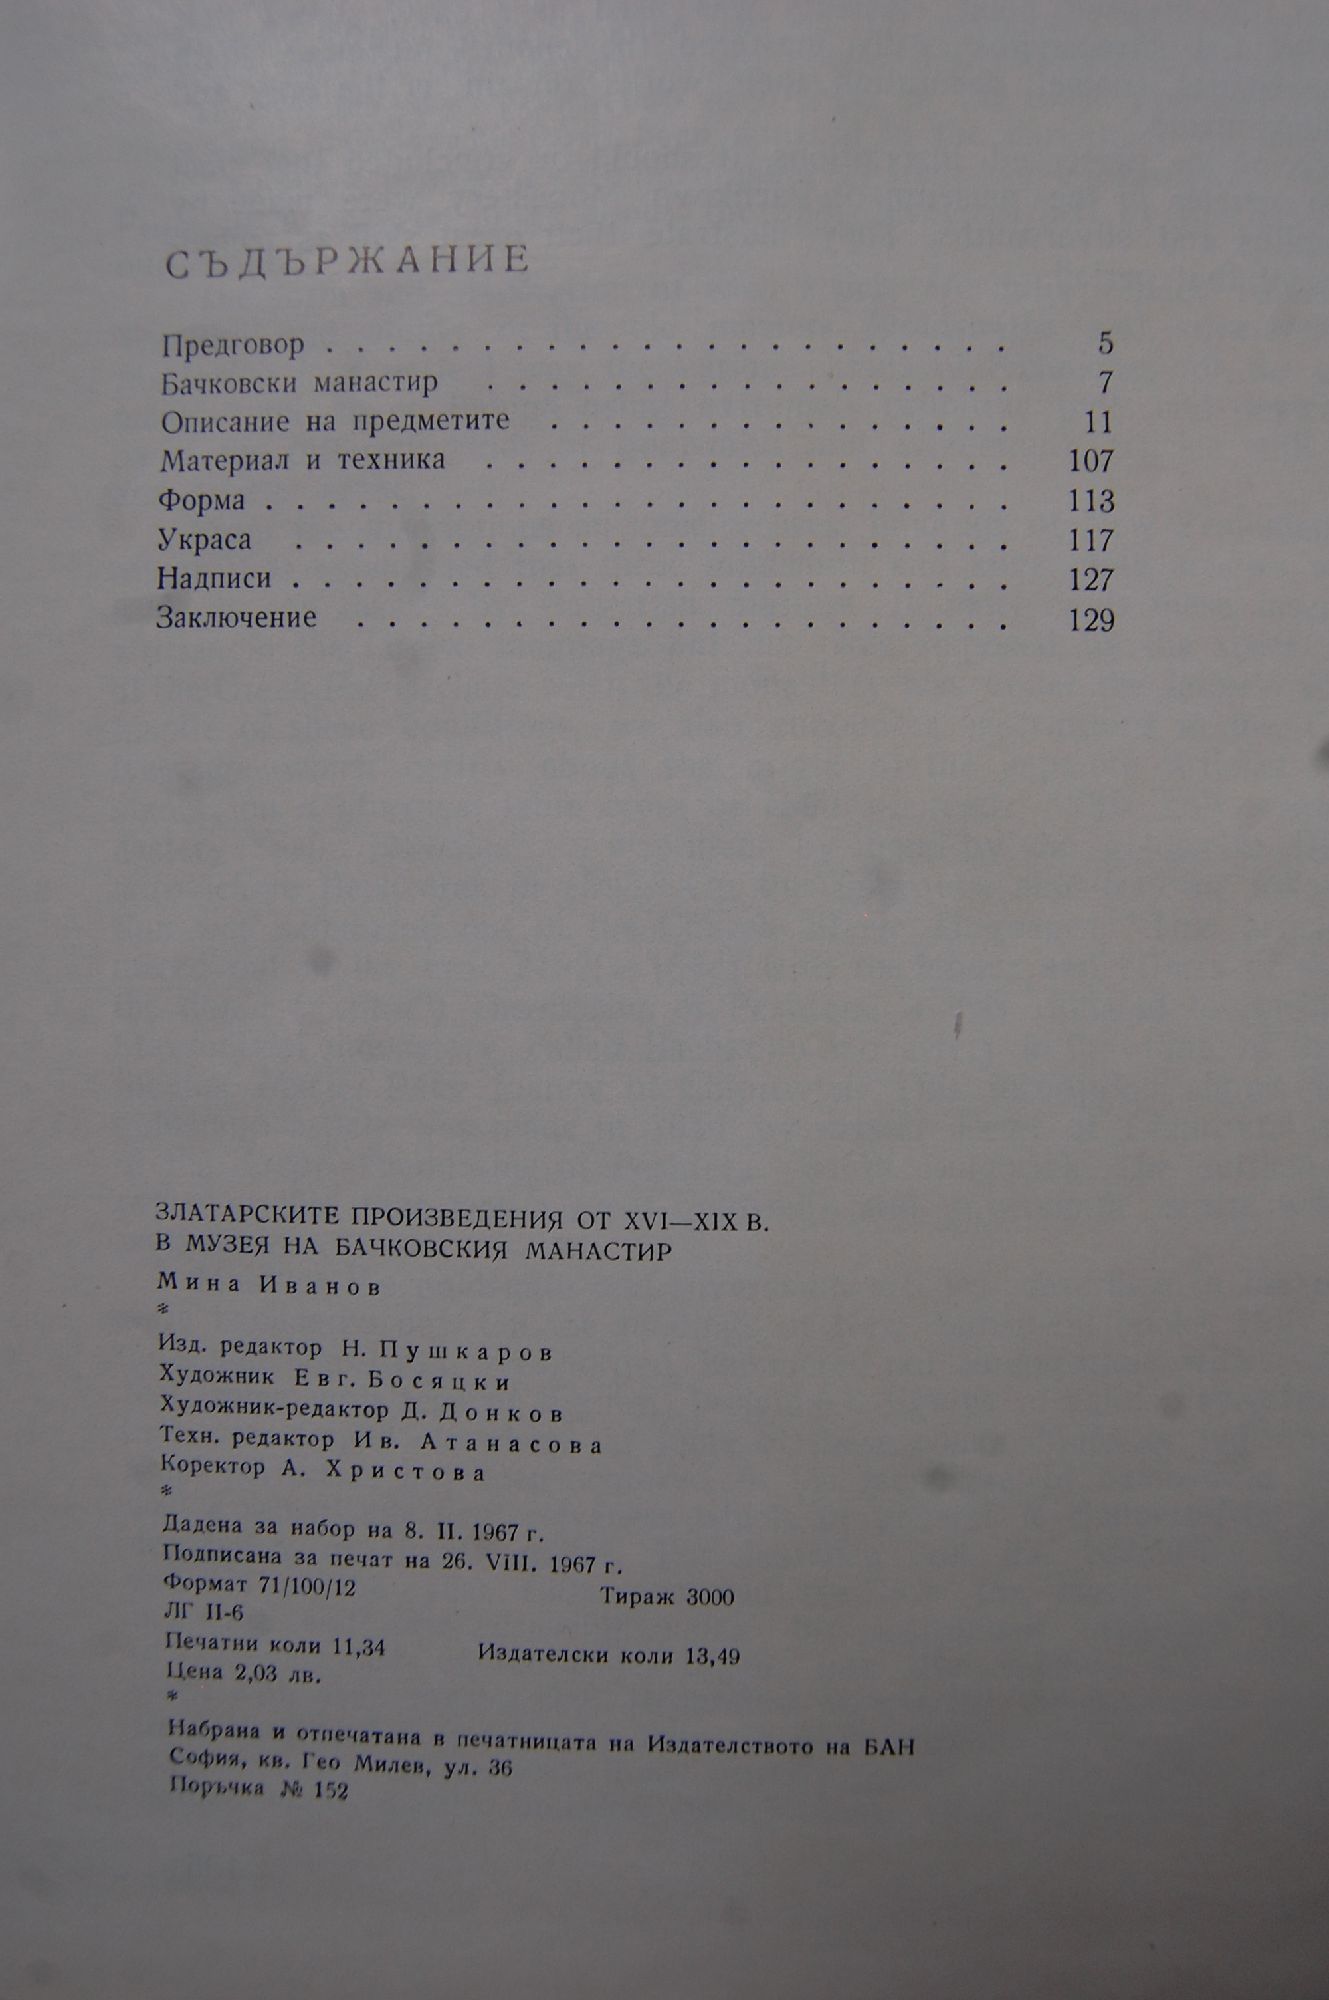 СЪДЪРЖАНИЕ
Предговор . . . . . . . . . . . . . . . . . . . . . . 5
Бачковски манастир . . . . . . . . . . . . . . . . . 7
Описание на предметите . . . . . . . . . . . . . . . 11
Материал и техника . . . . . . . . . . . . . . . . . 107
Форма . . . . . . . . . . . . . . . . . . . . . . . . 113
Украса . . . . . . . . . . . . . . . . . . . . . . . 117
Надписи . . . . . . . . . . . . . . . . . . . . . . . 127
Заключение . . . . . . . . . . . . . . . . . . . . . 129
ЗЛАТАРСКИТЕ ПРОИЗВЕДЕНИЯ ОТ XVI—XIX В.
В МУЗЕЯ НА БАЧКОВСКИЯ МАНАСТИР
Мина Иванов
*
Изд. редактор Н. Пушкаров
Художник Евг. Босяцки
Художник-редактор Д. Донков
Техн. редактор Ив. Атанасова
Коректор А. Христова
*
Дадена за набор на 8. II. 1967 г.
Подписана за печат на 26. VIII. 1967 г.
Формат 71/100/12 Тираж 3000
ЛГ II-6
Печатни коли 11,34 Издателски коли 13,49
Цена 2,03 лв.
*
Набрана и отпечатана в печатницата на Издателството на БАН
София, кв. Гео Милев, ул. 36
Поръчка № 152